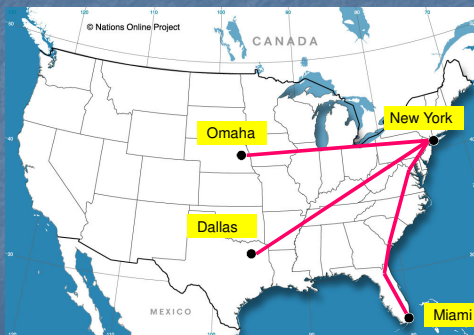 © Nations Online Project
CANADA
New York
Omaha
Dallas
MEXICO
Miami